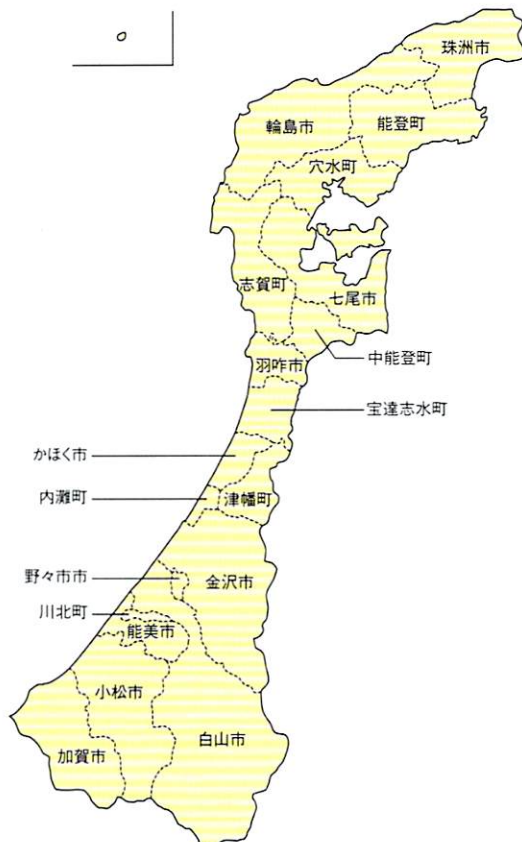 珠洲市
能登町
輪島市
穴水町
志賀町
七尾市
中能登町
羽咋市
宝達志水町
かほく市
内灘町
津幡町
野々市市
金沢市
川北町
能美市
小松市
白山市
加賀市